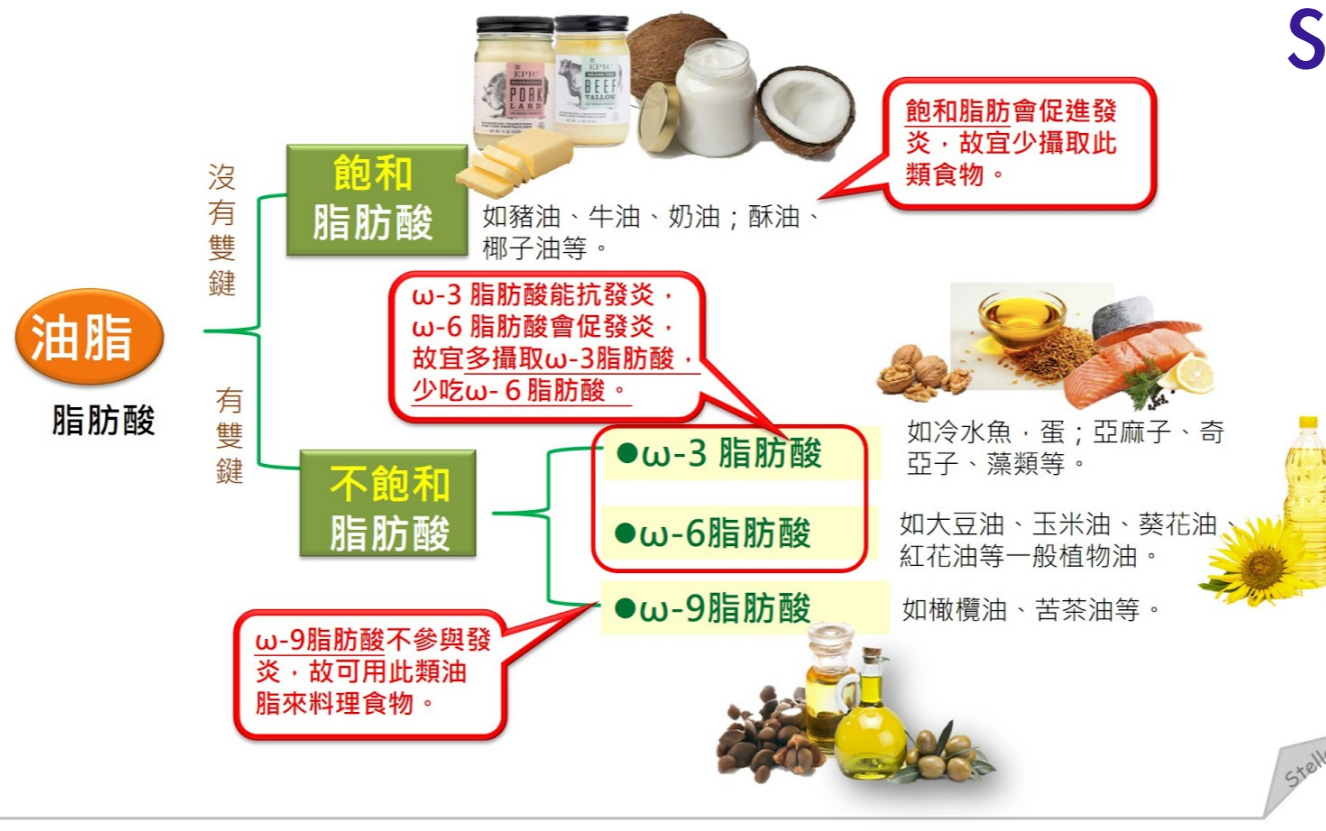 S
EPIC
PORK
LARD
EPIC
BEEF
TALLOW
飽和脂肪會促進發
炎，故宜少攝取此
類食物。
沒有雙鍵
飽和
脂肪酸
如豬油、牛油、奶油；酥油、
椰子油等。
ω-3 脂肪酸能抗發炎，
ω-6 脂肪酸會促發炎，
故宜多攝取ω-3脂肪酸，
少吃ω- 6 脂肪酸。
油脂
脂肪酸
有雙鍵
不飽和
脂肪酸
●ω-3 脂肪酸
如冷水魚，蛋；亞麻子、奇
亞子、藻類等。
●ω-6脂肪酸
如大豆油、玉米油、葵花油、
紅花油等一般植物油。
●ω-9脂肪酸
如橄欖油、苦茶油等。
ω-9脂肪酸不參與發
炎，故可用此類油
脂來料理食物。